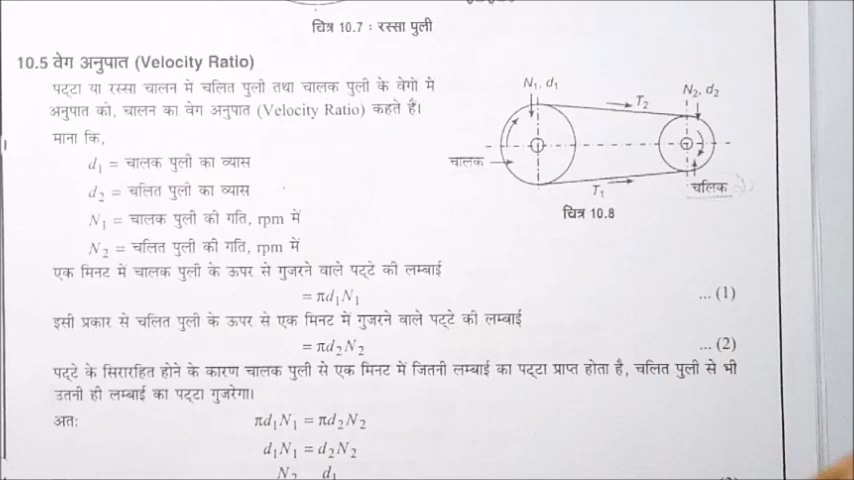 चित्र 10.7 : रस्सा पुली
10.5 वेग अनुपात (Velocity Ratio)
पट्टा या रस्सा चालन में चलित पुली तथा चालक पुली के वेगों में
अनुपात को, चालन का वेग अनुपात (Velocity Ratio) कहते हैं।
माना कि,
d₁ = चालक पुली का व्यास
d₂ = चलित पुली का व्यास
N₁ = चालक पुली की गति, rpm में
N₂ = चलित पुली की गति, rpm में
N₁, d₁
N₂, d₂
T₂
चालक
T₁
चलिक
चित्र 10.8
एक मिनट में चालक पुली के ऊपर से गुजरने वाले पट्टे की लम्बाई
= πd₁N₁ ... (1)
इसी प्रकार से चलित पुली के ऊपर से एक मिनट में गुजरने वाले पट्टे की लम्बाई
= πd₂N₂ ... (2)
पट्टे के सिरारहित होने के कारण चालक पुली से एक मिनट में जितनी लम्बाई का पट्टा प्राप्त होता है, चलित पुली से भी
उतनी ही लम्बाई का पट्टा गुजरेगा।
अतः πd₁N₁ = πd₂N₂
d₁N₁ = d₂N₂
N₂ d₁